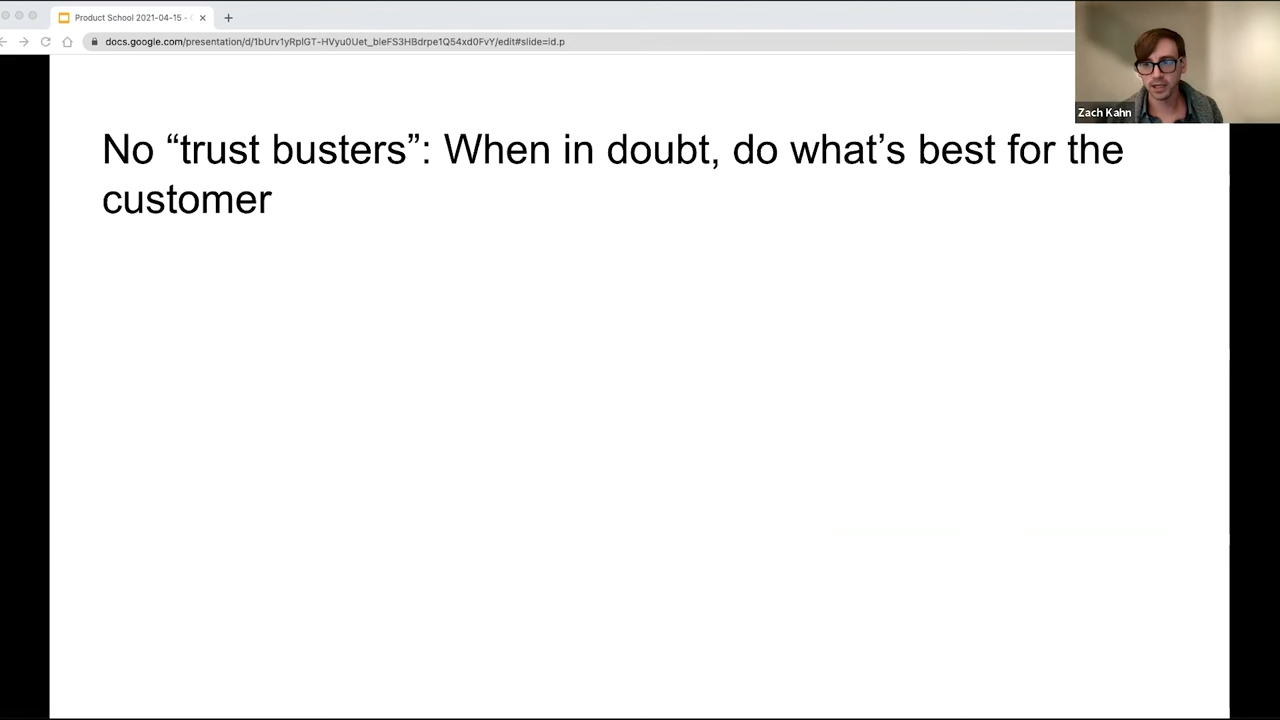 Product School 2021-04-15 -
docs.google.com/presentation/d/1bUrv1yRplGT-HVyu0Uet_bleFS3HBdrpe1Q54xd0FvY/edit#slide=id.p
Zach Kahn
No “trust busters”: When in doubt, do what’s best for the
customer